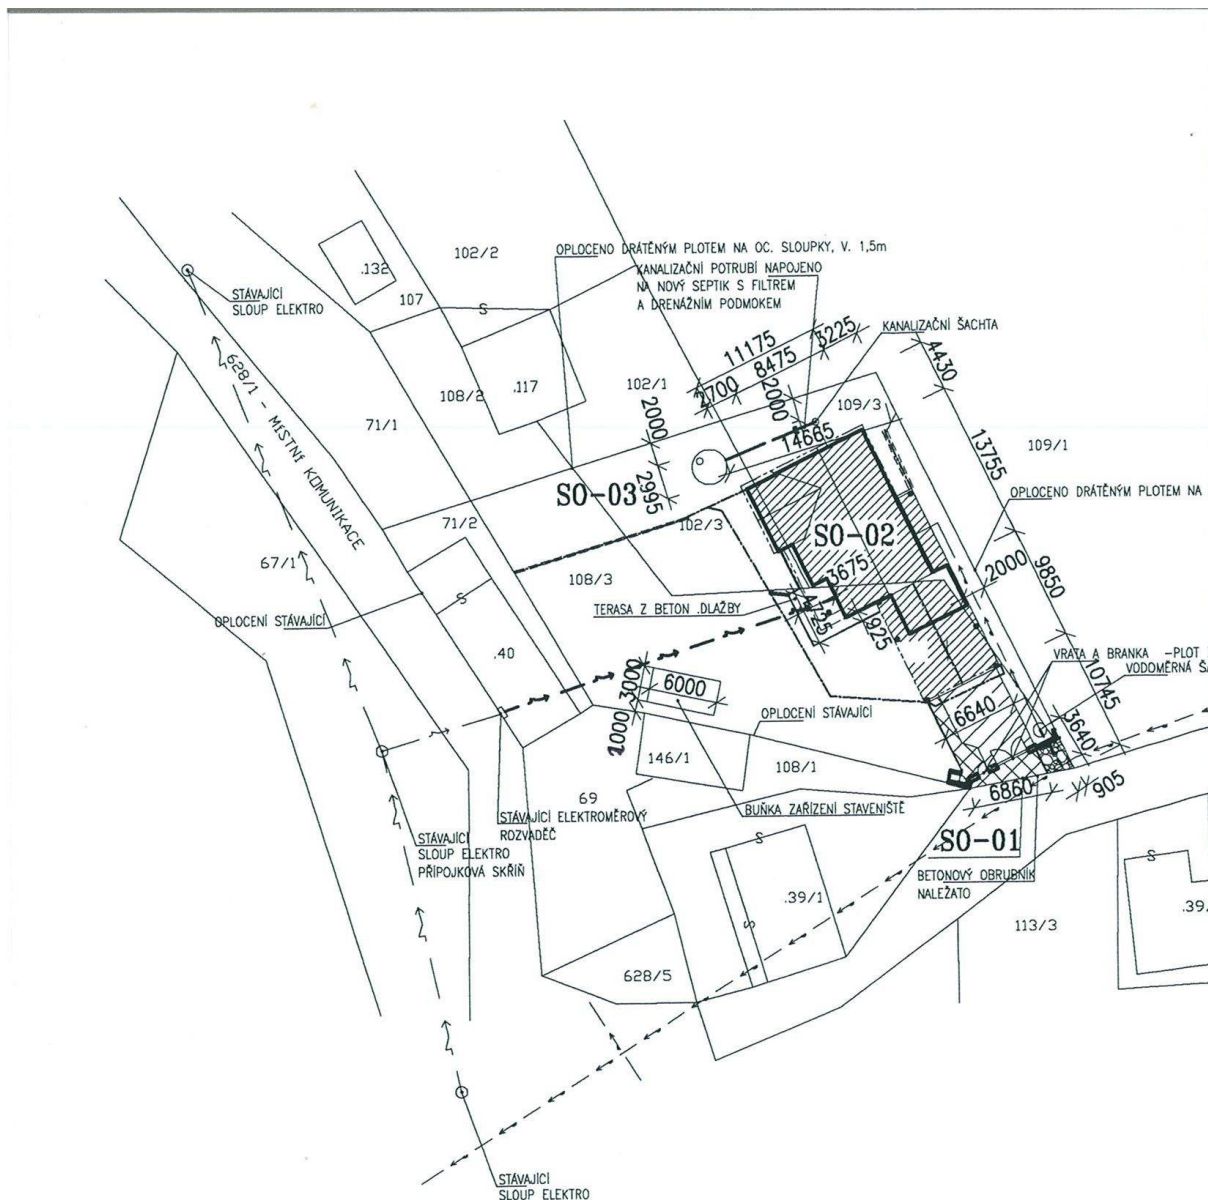 102/2
OPLOCENO DRÁTĚNÝM PLOTEM NA OC. SLOUPKY, V. 1,5m
.132
KANALIZAČNÍ POTRUBÍ NAPOJENO
NA NOVÝ SEPTIK S FILTREM
A DRENÁŽNÍM PODMOKEM
STÁVAJÍCÍ
SLOUP ELEKTRO
107
S
KANALIZAČNÍ ŠACHTA
11175
3225
8475
2700
4430
628/1 - MÍSTNÍ KOMUNIKACE
108/2
.117
102/1
2000
2000
109/3
71/1
14665
13755
109/1
2995
SO-03
OPLOCENO DRÁTĚNÝM PLOTEM NA
71/2
102/3
SO-02
67/1
108/3
3675
2000
9850
S
TERASA Z BETON .DLAŽBY
4725
1925
OPLOCENÍ STÁVAJÍCÍ
.40
VRATA A BRANKA -PLOT
VODOMĚRNÁ
3000
6000
10745
6640
OPLOCENÍ STÁVAJÍCÍ
3640
146/1
108/1
69
6860
905
BUŇKA ZAŘÍZENÍ STAVENIŠTĚ
STÁVAJÍCÍ ELEKTROMĚROVÝ
ROZVADĚČ
STÁVAJÍCÍ
SLOUP ELEKTRO
PŘÍPOJKOVÁ SKŘÍŇ
S
SO-01
S
BETONOVÝ OBRUBNÍK
NALEŽATO
.39/1
.39
S
113/3
628/5
STÁVAJÍCÍ
SLOUP ELEKTRO